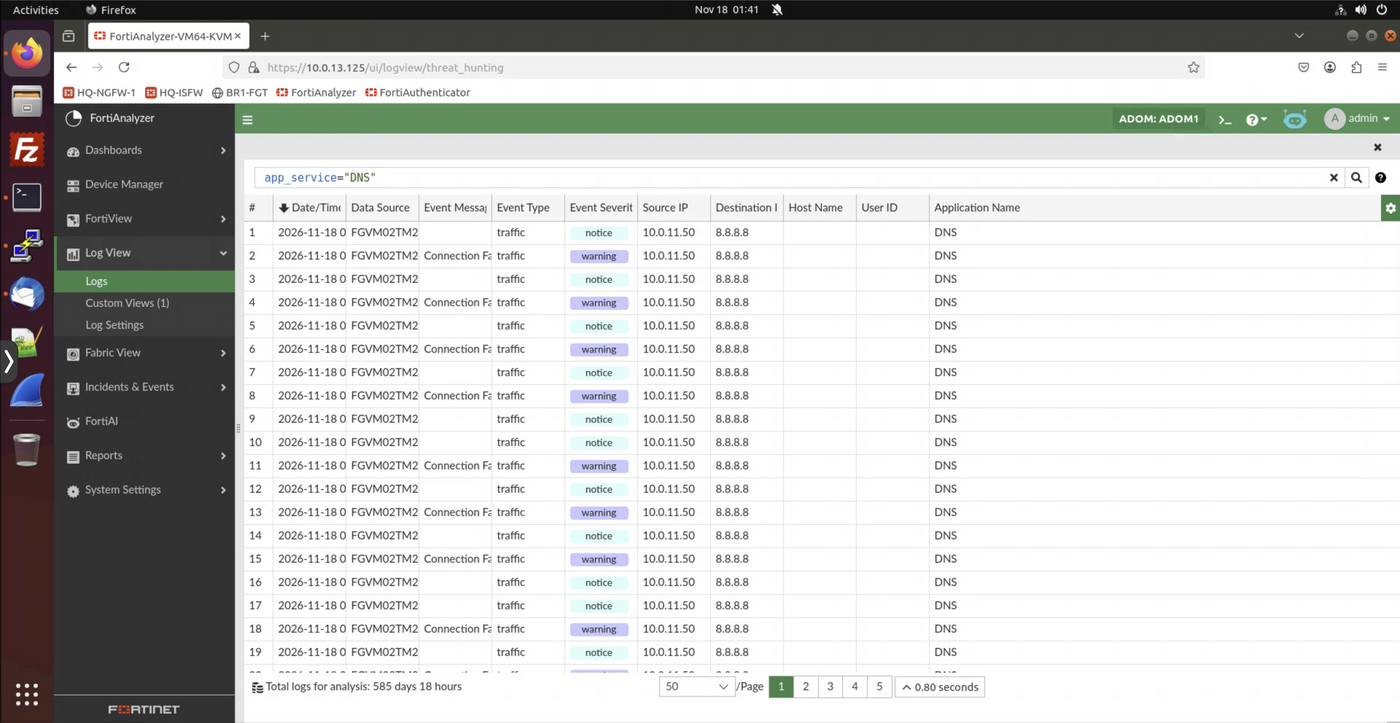 Activities Firefox Nov 18 01:41
FortiAnalyzer-VM64-KVM
https://10.0.13.125/ui/logview/threat_hunting
HQ-NGFW-1 HQ-ISFW BR1-FGT FortiAnalyzer FortiAuthenticator
FortiAnalyzer ADOM: ADOM1 A admin
Dashboards
Device Manager
FortiView
Log View
Logs
Custom Views (1)
Log Settings
Fabric View
Incidents & Events
FortiAI
Reports
System Settings
FORTINET
app_service="DNS"
# Date/Time Data Source Event Messag Event Type Event Severit Source IP Destination I Host Name User ID Application Name
1 2026-11-18 0 FGVM02TM2 traffic notice 10.0.11.50 8.8.8.8 DNS
2 2026-11-18 0 FGVM02TM2 Connection Fa traffic warning 10.0.11.50 8.8.8.8 DNS
3 2026-11-18 0 FGVM02TM2 traffic notice 10.0.11.50 8.8.8.8 DNS
4 2026-11-18 0 FGVM02TM2 Connection Fa traffic warning 10.0.11.50 8.8.8.8 DNS
5 2026-11-18 0 FGVM02TM2 traffic notice 10.0.11.50 8.8.8.8 DNS
6 2026-11-18 0 FGVM02TM2 Connection Fa traffic warning 10.0.11.50 8.8.8.8 DNS
7 2026-11-18 0 FGVM02TM2 traffic notice 10.0.11.50 8.8.8.8 DNS
8 2026-11-18 0 FGVM02TM2 Connection Fa traffic warning 10.0.11.50 8.8.8.8 DNS
9 2026-11-18 0 FGVM02TM2 traffic notice 10.0.11.50 8.8.8.8 DNS
10 2026-11-18 0 FGVM02TM2 traffic notice 10.0.11.50 8.8.8.8 DNS
11 2026-11-18 0 FGVM02TM2 Connection Fa traffic warning 10.0.11.50 8.8.8.8 DNS
12 2026-11-18 0 FGVM02TM2 traffic notice 10.0.11.50 8.8.8.8 DNS
13 2026-11-18 0 FGVM02TM2 Connection Fa traffic warning 10.0.11.50 8.8.8.8 DNS
14 2026-11-18 0 FGVM02TM2 traffic notice 10.0.11.50 8.8.8.8 DNS
15 2026-11-18 0 FGVM02TM2 Connection Fa traffic warning 10.0.11.50 8.8.8.8 DNS
16 2026-11-18 0 FGVM02TM2 traffic notice 10.0.11.50 8.8.8.8 DNS
17 2026-11-18 0 FGVM02TM2 traffic notice 10.0.11.50 8.8.8.8 DNS
18 2026-11-18 0 FGVM02TM2 Connection Fa traffic warning 10.0.11.50 8.8.8.8 DNS
19 2026-11-18 0 FGVM02TM2 traffic notice 10.0.11.50 8.8.8.8 DNS
Total logs for analysis: 585 days 18 hours 50 /Page 1 2 3 4 5 0.80 seconds